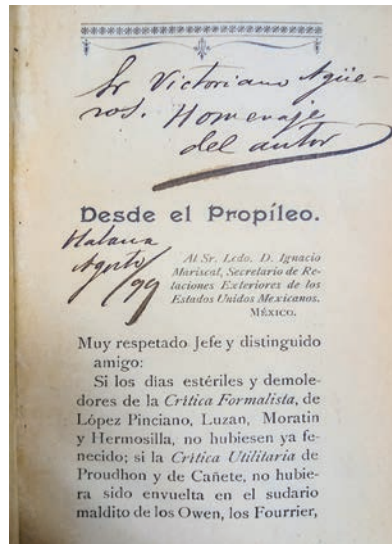 Sr Victoriano Agüe-
ros. Homenaje
del autor
Desde el Propíleo.
Habana
Agosto/99
Al Sr. Lcdo. D. Ignacio
Mariscal, Secretario de Re-
laciones Exteriores de los
Estados Unidos Mexicanos.
MÉXICO.
Muy respetado Jefe y distinguido
amigo:
Si los días estériles y demole-
dores de la Crítica Formalista, de
López Pinciano, Luzan, Moratin
y Hermosilla, no hubiesen ya fe-
necido; si la Crítica Utilitaria de
Proudhon y de Cañete, no hubie-
ra sido envuelta en el sudario
maldito de los Owen, los Fourrier,